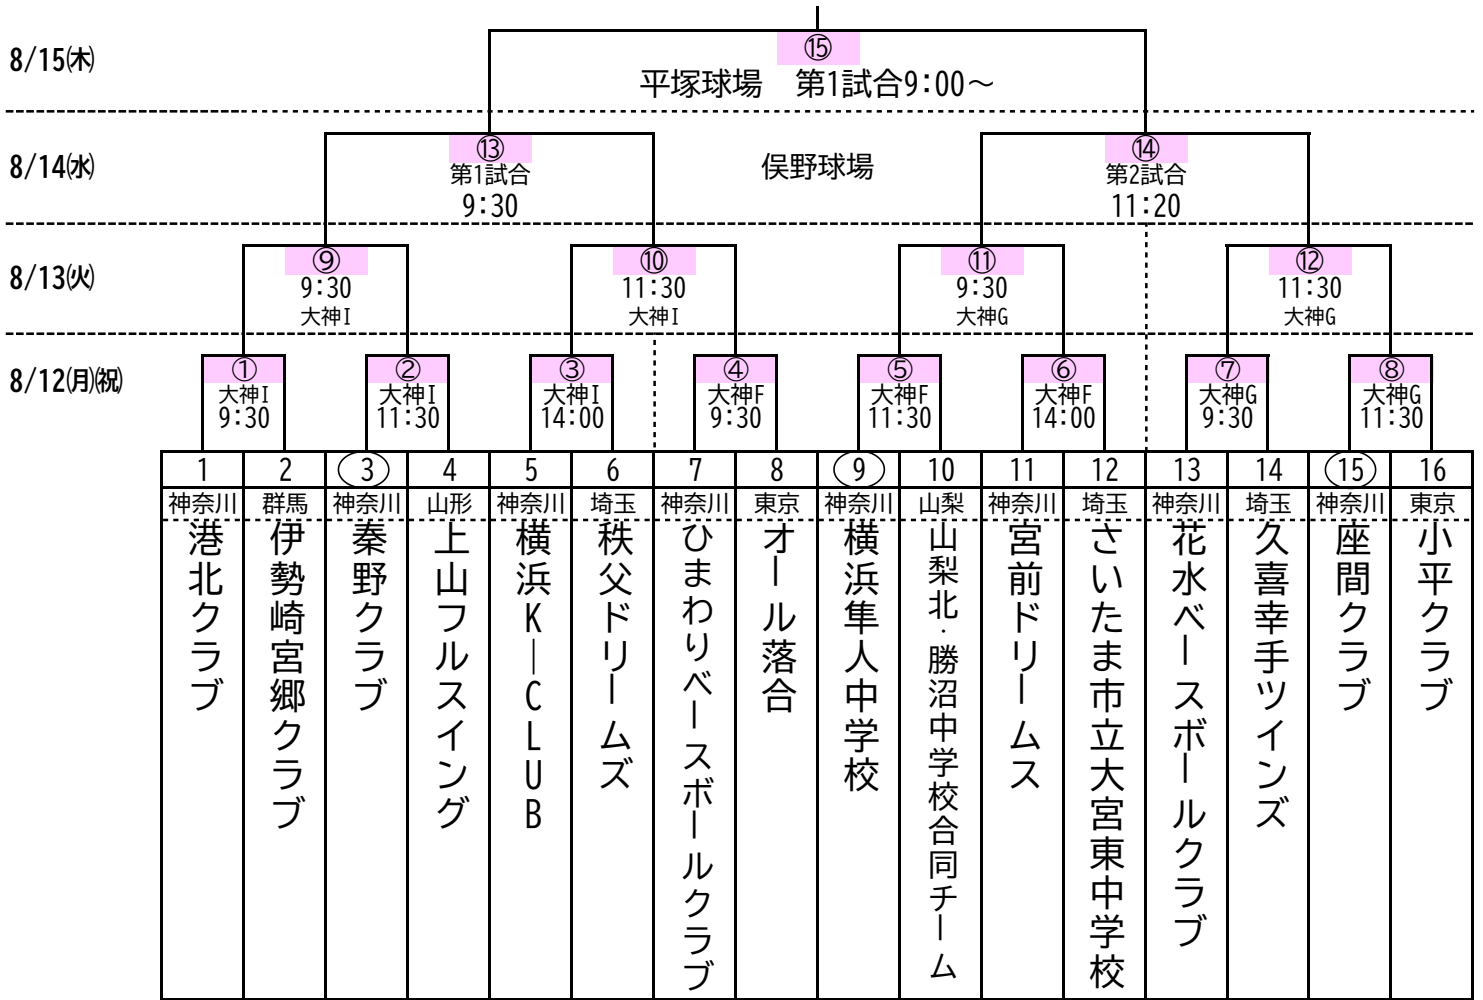 8/15㈭
⑮
平塚球場　第1試合9:00～
8/14㈬
⑬
第1試合
9:30
俣野球場
⑭
第2試合
11:20
8/13㈫
⑨
9:30
大神I
⑩
11:30
大神I
⑪
9:30
大神G
⑫
11:30
大神G
8/12㈪㈷
①
大神I
9:30
②
大神I
11:30
③
大神I
14:00
④
大神F
9:30
⑤
大神F
11:30
⑥
大神F
14:00
⑦
大神G
9:30
⑧
大神G
11:30
1 2 3 4 5 6 7 8 9 10 11 12 13 14 15 16
神奈川 群馬 神奈川 山形 神奈川 埼玉 神奈川 東京 神奈川 山梨 神奈川 埼玉 神奈川 埼玉 神奈川 東京
港北クラブ
伊勢崎宮郷クラブ
秦野クラブ
上山フルスイング
横浜K―CLUB
秩父ドリームズ
ひまわりベースボールクラブ
オール落合
横浜隼人中学校
山梨北・勝沼中学校合同チーム
宮前ドリームス
さいたま市立大宮東中学校
花水ベースボールクラブ
久喜幸手ツインズ
座間クラブ
小平クラブ